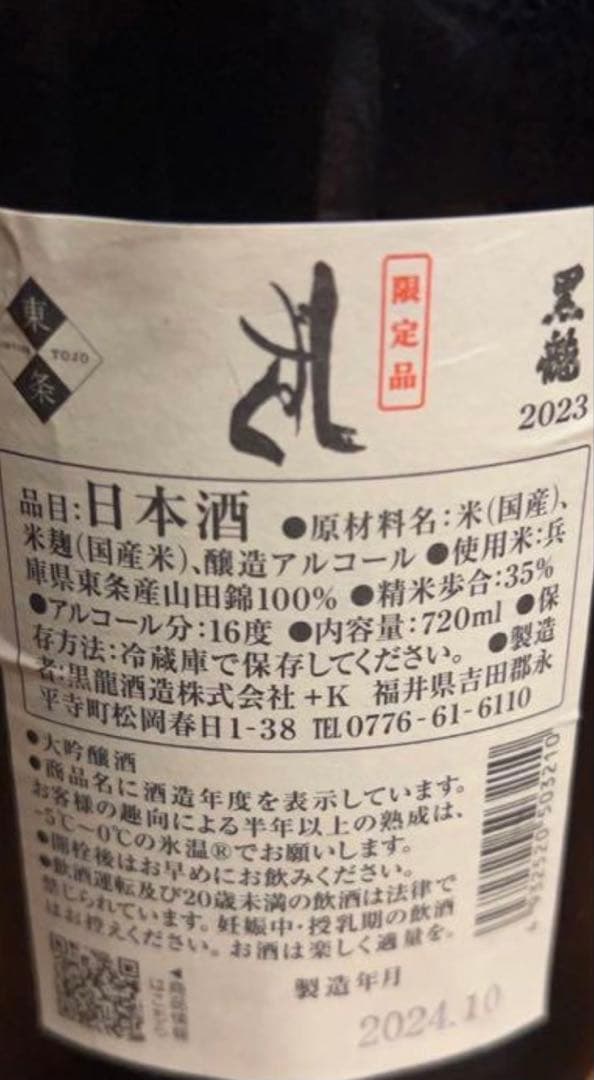 黒龍
2023
限定品
東条
TOJO
品目:日本酒 ●原材料名:米(国産)、
米麹(国産米)、醸造アルコール ●使用米:兵
庫県東条産山田錦100% ●精米歩合:35%
●アルコール分:16度 ●内容量:720ml ●保
存方法:冷蔵庫で保存してください。 ●製造
者:黒龍酒造株式会社+K 福井県吉田郡永
平寺町松岡春日1-38 TEL0776-61-6110
●大吟醸酒
●商品名に酒造年度を表示しています。
お客様の趣向による半年以上の熟成は、
-5℃~0℃の氷温®でお願いします。
●開栓後はお早めにお飲みください。
●飲酒運転及び20歳未満の飲酒は法律で
禁じられています。妊娠中・授乳期の飲酒
はお控えください。お酒は楽しく適量を。
4 932520 503210
◀商品情報
はこちら
製造年月
2024.10